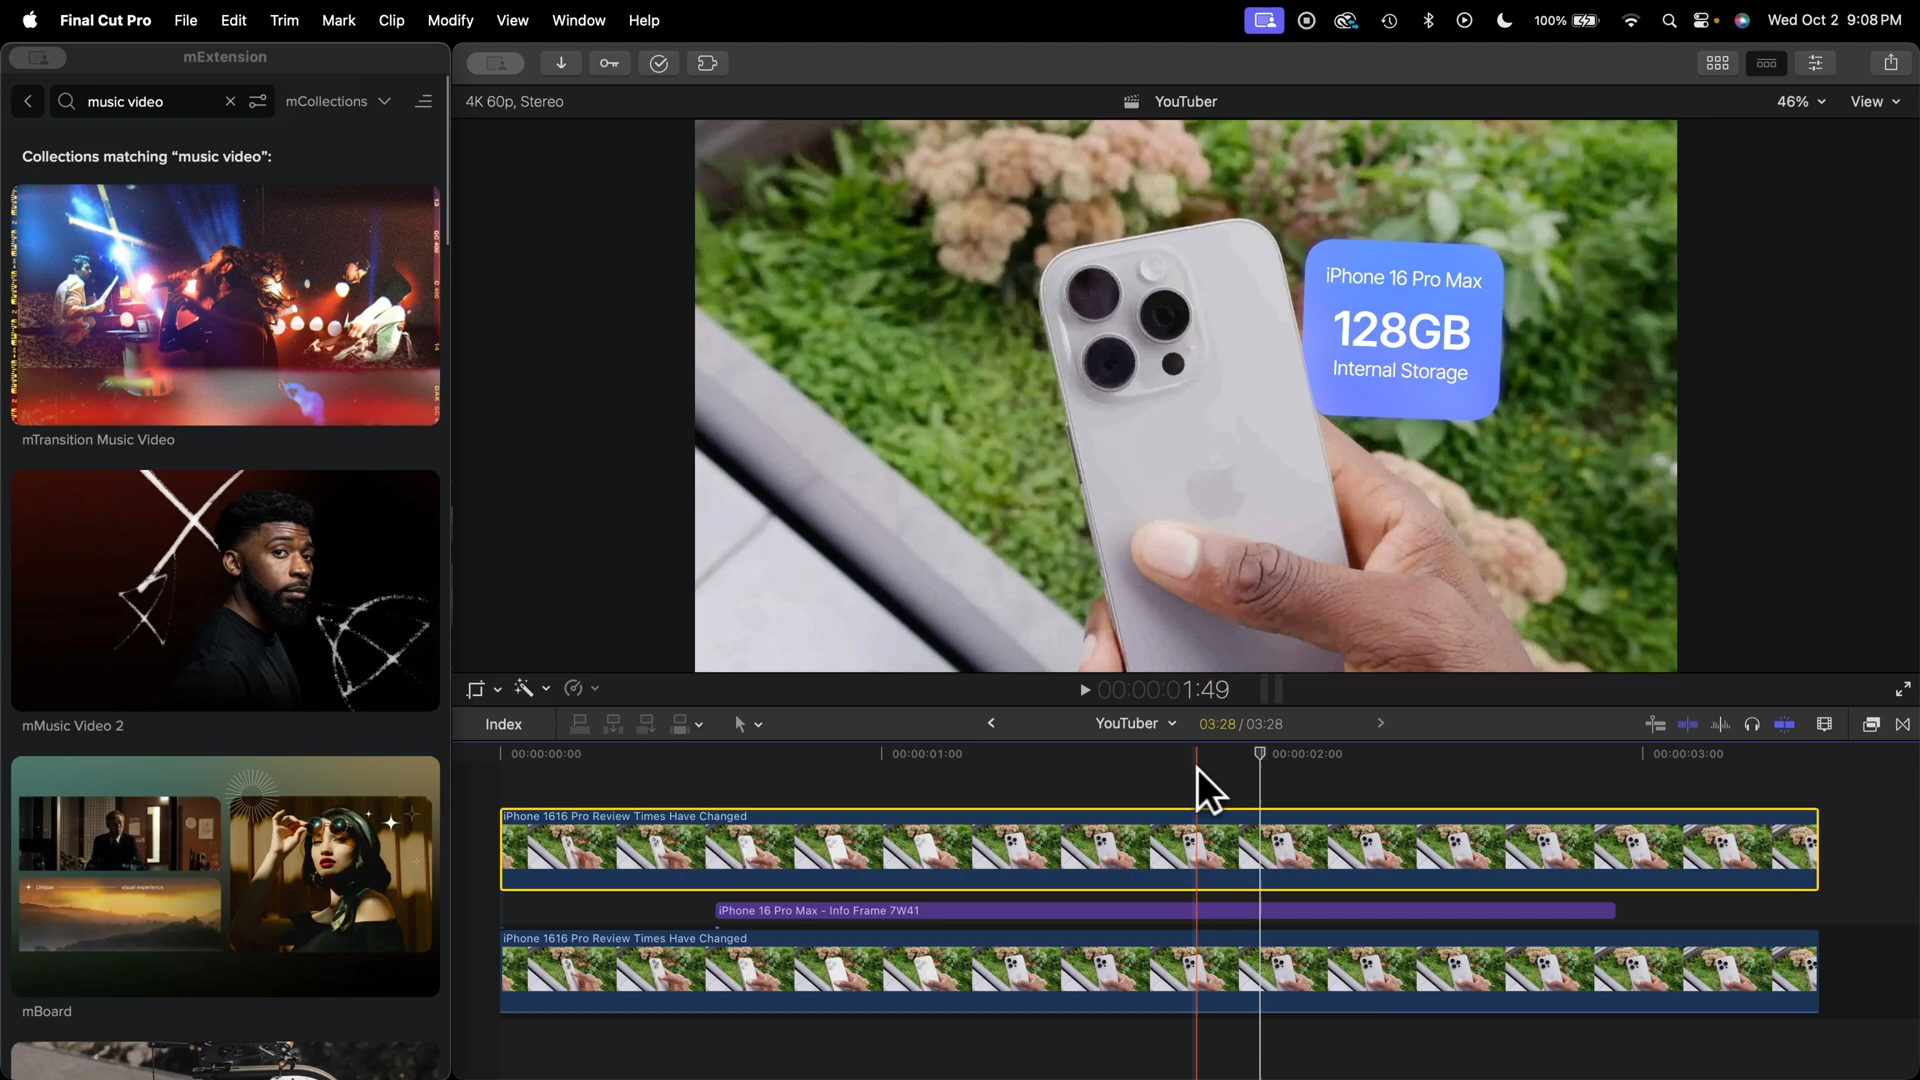 Final Cut Pro File Edit Trim Mark Clip Modify View Window Help
100% Wed Oct 2 9:08 PM
mExtension
music video mCollections
4K 60p, Stereo
YouTuber
46% View
Collections matching “music video”:
mTransition Music Video
mMusic Video 2
Unique visual experience
mBoard
iPhone 16 Pro Max
128GB
Internal Storage
00:00:01:49
Index
YouTuber 03:28 / 03:28
00:00:00:00 00:00:01:00 00:00:02:00 00:00:03:00
iPhone 1616 Pro Review Times Have Changed
iPhone 16 Pro Max - Info Frame 7W41
iPhone 1616 Pro Review Times Have Changed